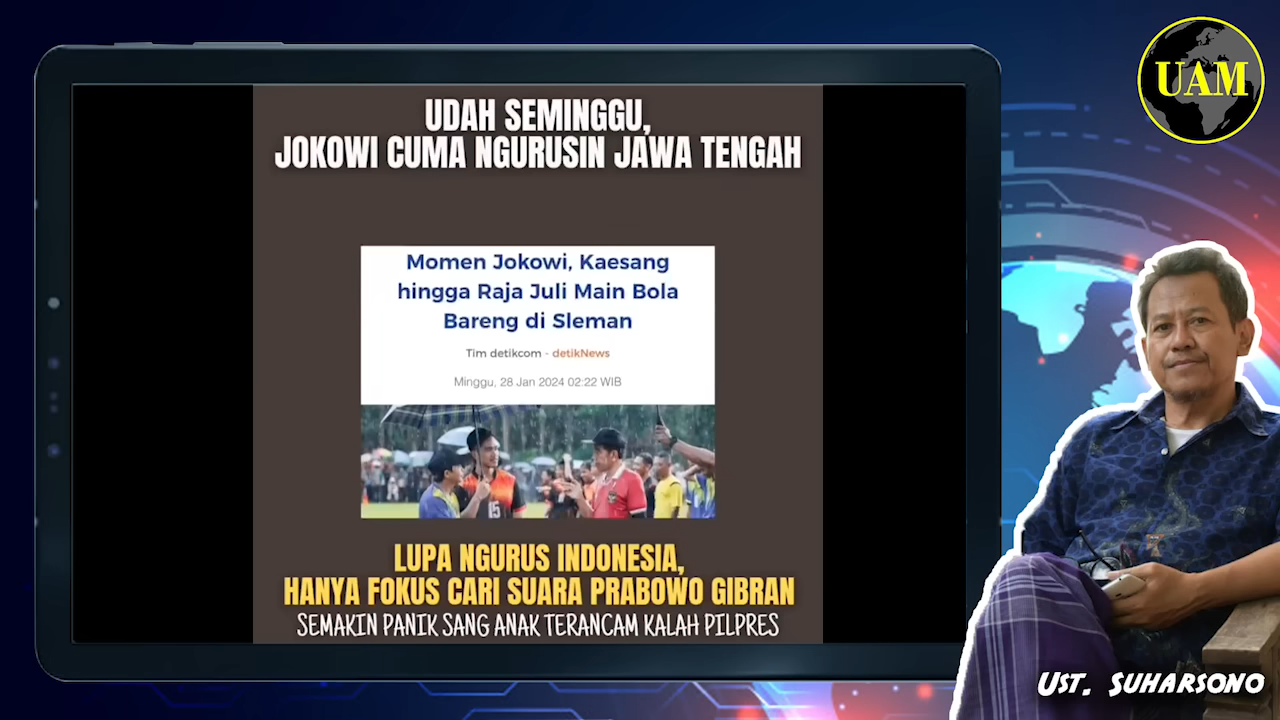 UAM
UDAH SEMINGGU,
JOKOWI CUMA NGURUSIN JAWA TENGAH
Momen Jokowi, Kaesang
hingga Raja Juli Main Bola
Bareng di Sleman
Tim detikcom - detikNews
Minggu, 28 Jan 2024 02:22 WIB
15
LUPA NGURUS INDONESIA,
HANYA FOKUS CARI SUARA PRABOWO GIBRAN
SEMAKIN PANIK SANG ANAK TERANCAM KALAH PILPRES
UST. SUHARSONO